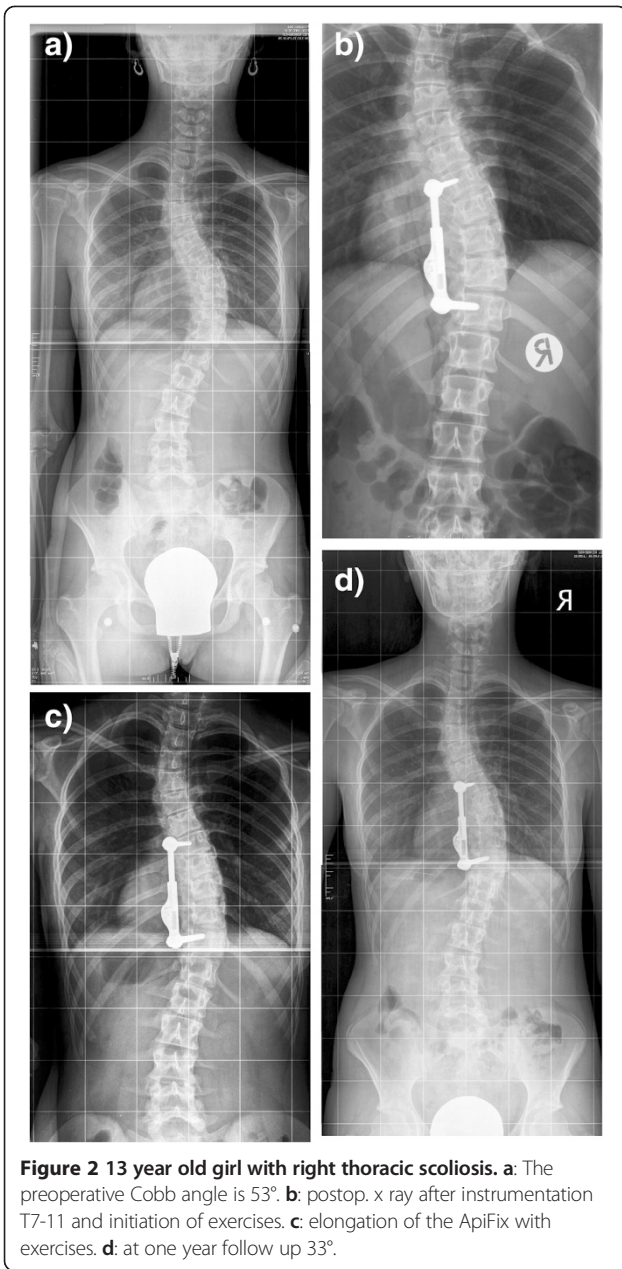 a)
b)
R
c)
d)
R
Figure 2 13 year old girl with right thoracic scoliosis. a: The
preoperative Cobb angle is 53°. b: postop. x ray after instrumentation
T7-11 and initiation of exercises. c: elongation of the ApiFix with
exercises. d: at one year follow up 33°.